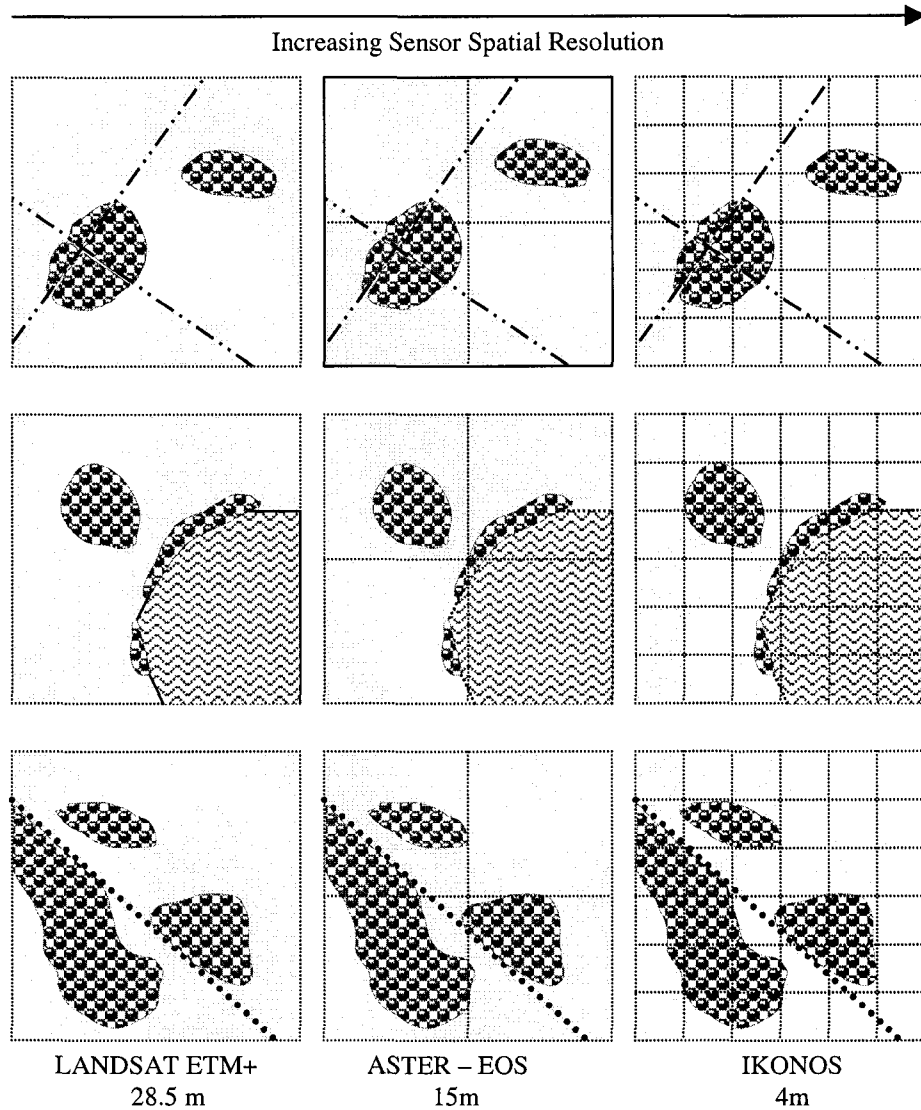 Increasing Sensor Spatial Resolution
LANDSAT ETM+
28.5 m
ASTER – EOS
15m
IKONOS
4m